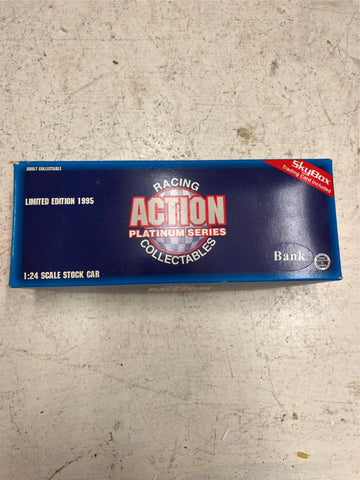 ADULT COLLECTABLE
SkyBox
Trading Card Included
LIMITED EDITION 1995
RACING
ACTION
PLATINUM SERIES
COLLECTABLES
1:24 SCALE STOCK CAR
Bank